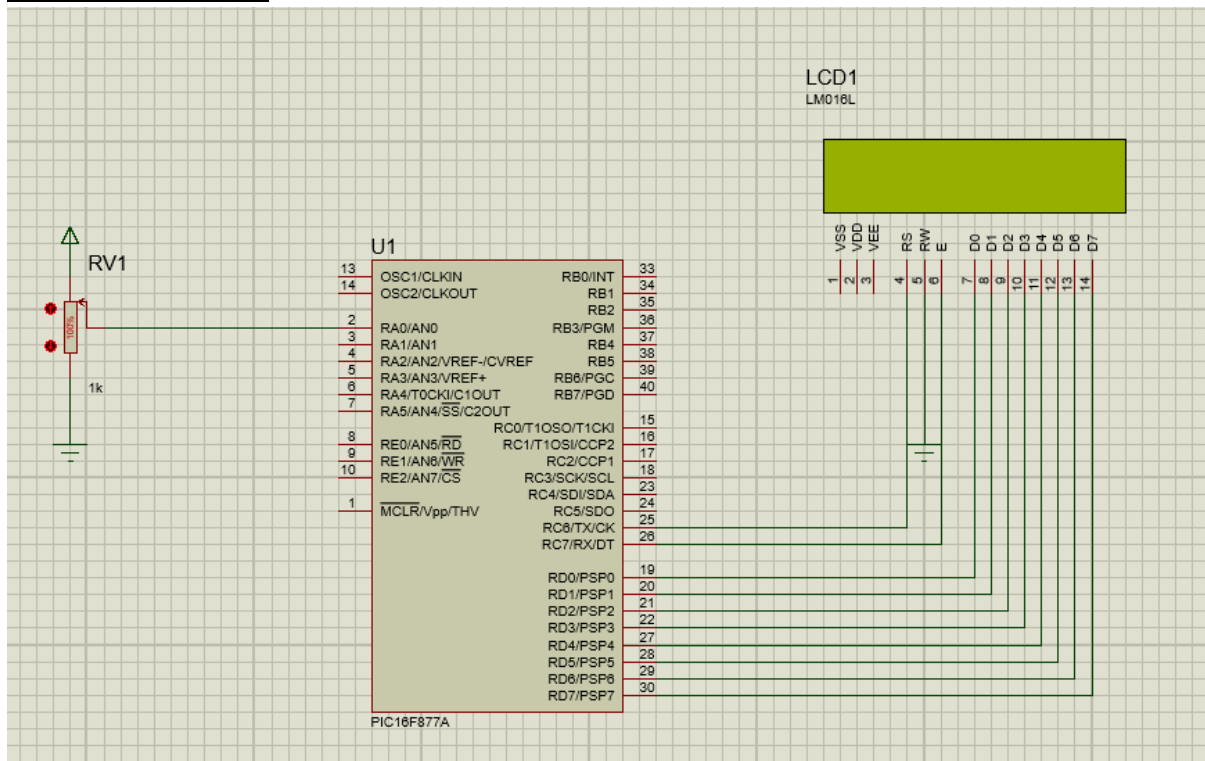 LCD1
LM016L
VSS
VDD
VEE
RS
RW
E
D0
D1
D2
D3
D4
D5
D6
D7
1
2
3
4
5
6
7
8
9
10
11
12
13
14
RV1
100%
1k
U1
13 OSC1/CLKIN
14 OSC2/CLKOUT
2 RA0/AN0
3 RA1/AN1
4 RA2/AN2/VREF-/CVREF
5 RA3/AN3/VREF+
6 RA4/T0CKI/C1OUT
7 RA5/AN4/SS/C2OUT
8 RE0/AN5/RD
9 RE1/AN6/WR
10 RE2/AN7/CS
1 MCLR/Vpp/THV
RB0/INT 33
RB1 34
RB2 35
RB3/PGM 36
RB4 37
RB5 38
RB6/PGC 39
RB7/PGD 40
RC0/T1OSO/T1CKI 15
RC1/T1OSI/CCP2 16
RC2/CCP1 17
RC3/SCK/SCL 18
RC4/SDI/SDA 23
RC5/SDO 24
RC6/TX/CK 25
RC7/RX/DT 26
RD0/PSP0 19
RD1/PSP1 20
RD2/PSP2 21
RD3/PSP3 22
RD4/PSP4 27
RD5/PSP5 28
RD6/PSP6 29
RD7/PSP7 30
PIC16F877A